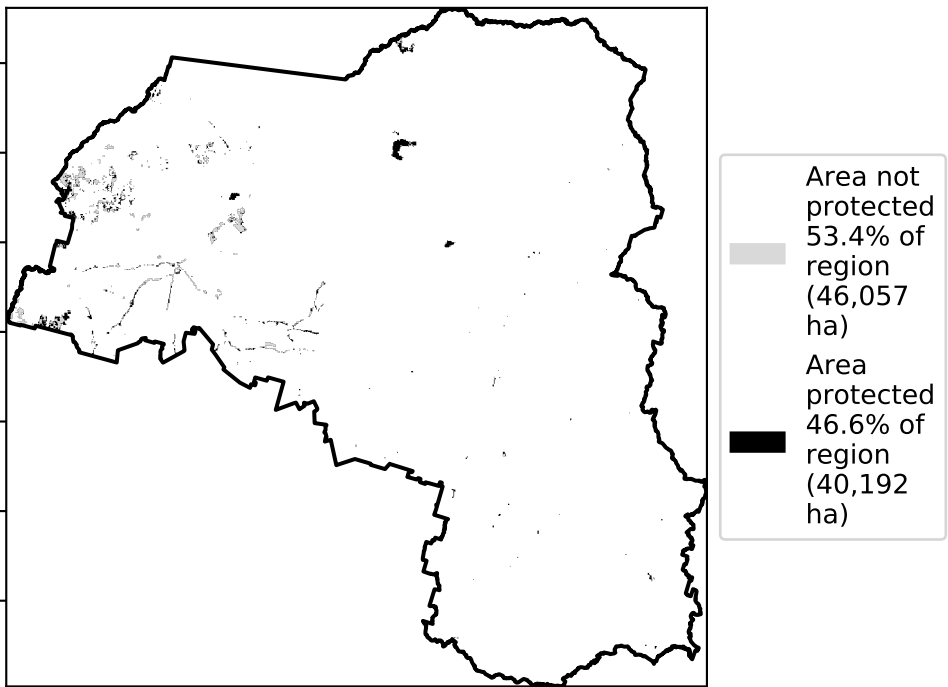 Area not
protected
53.4% of
region
(46,057
ha)
Area
protected
46.6% of
region
(40,192
ha)